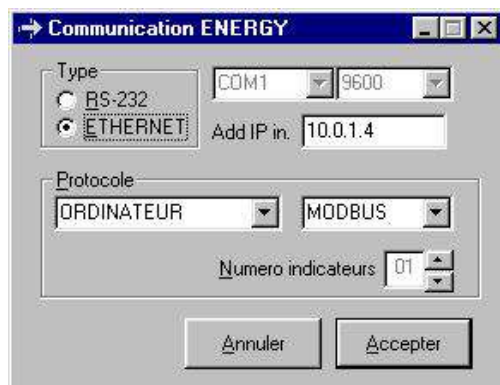 Communication ENERGY
Type
RS-232
ETHERNET
COM1 9600
Add IP in. 10.0.1.4
Protocole
ORDINATEUR MODBUS
Numero indicateurs 01
Annuler Accepter